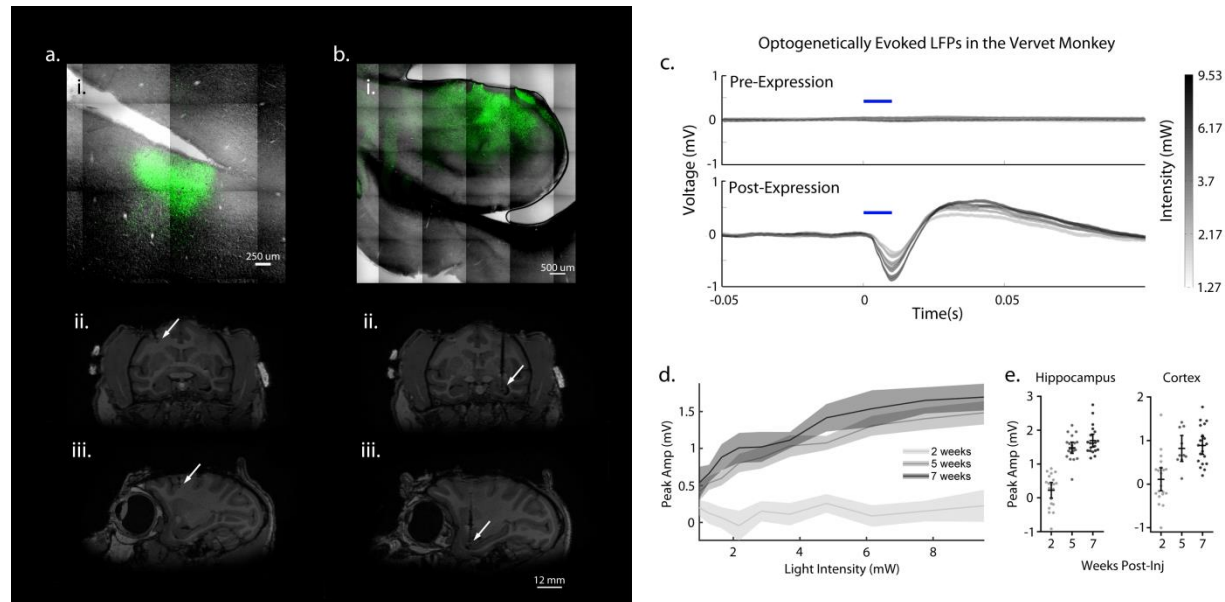 a.
i.
250 um
b.
i.
500 um
ii.
ii.
iii.
iii.
12 mm
Optogenetically Evoked LFPs in the Vervet Monkey
c.
Pre-Expression
1
0
-1
Post-Expression
1
0
-1
Voltage (mV)
-0.05
0
0.05
Time(s)
Intensity (mW)
9.53
6.17
3.7
2.17
1.27
d.
Peak Amp (mV)
1.5
1
0.5
0
2 weeks
5 weeks
7 weeks
2
4
6
8
Light Intensity (mW)
e.
Hippocampus
Peak Amp (mV)
3
2
1
0
-1
2 5 7
Cortex
2
1
0
-1
2 5 7
Weeks Post-Inj